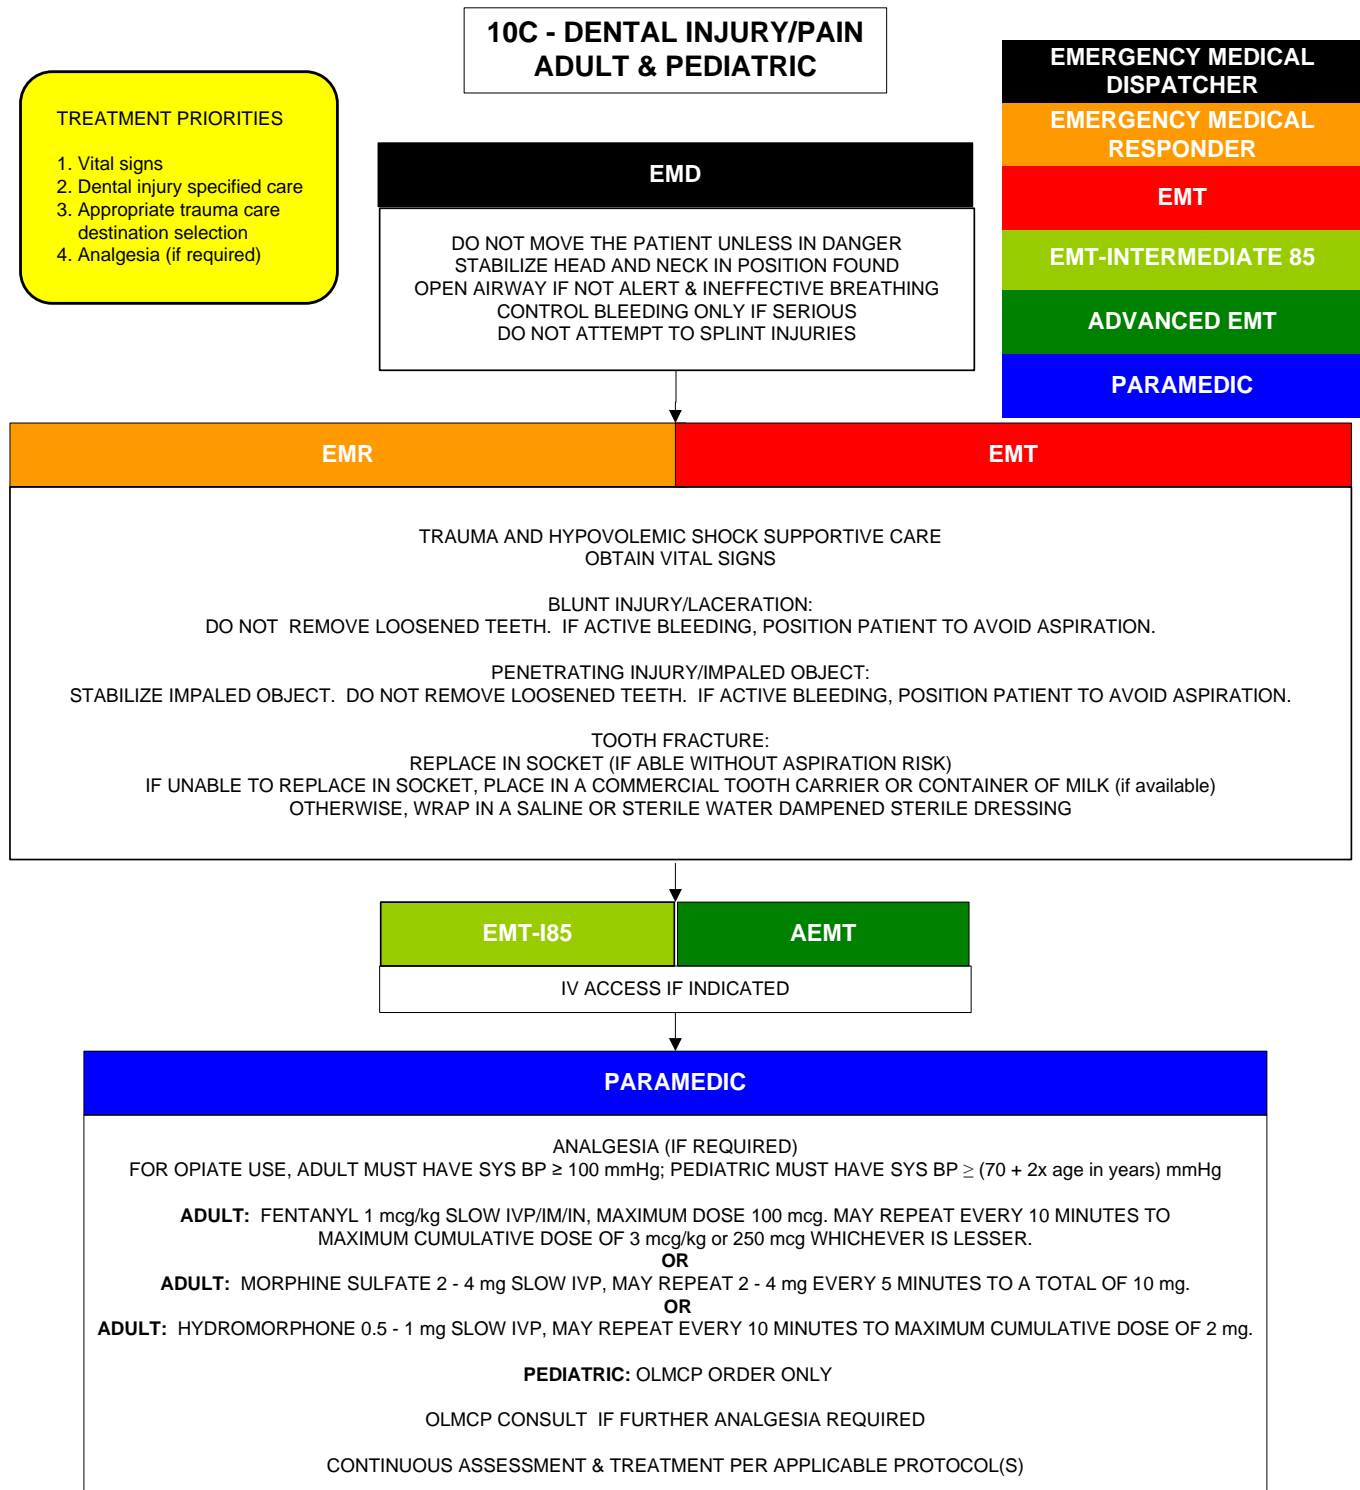 10C - DENTAL INJURY/PAIN
ADULT & PEDIATRIC
TREATMENT PRIORITIES
1. Vital signs
2. Dental injury specified care
3. Appropriate trauma care
destination selection
4. Analgesia (if required)
EMERGENCY MEDICAL
DISPATCHER
EMERGENCY MEDICAL
RESPONDER
EMT
EMT-INTERMEDIATE 85
ADVANCED EMT
PARAMEDIC
EMD
DO NOT MOVE THE PATIENT UNLESS IN DANGER
STABILIZE HEAD AND NECK IN POSITION FOUND
OPEN AIRWAY IF NOT ALERT & INEFFECTIVE BREATHING
CONTROL BLEEDING ONLY IF SERIOUS
DO NOT ATTEMPT TO SPLINT INJURIES
EMR
EMT
TRAUMA AND HYPOVOLEMIC SHOCK SUPPORTIVE CARE
OBTAIN VITAL SIGNS
BLUNT INJURY/LACERATION:
DO NOT  REMOVE LOOSENED TEETH.  IF ACTIVE BLEEDING, POSITION PATIENT TO AVOID ASPIRATION.
PENETRATING INJURY/IMPALED OBJECT:
STABILIZE IMPALED OBJECT.  DO NOT REMOVE LOOSENED TEETH.  IF ACTIVE BLEEDING, POSITION PATIENT TO AVOID ASPIRATION.
TOOTH FRACTURE:
REPLACE IN SOCKET (IF ABLE WITHOUT ASPIRATION RISK)
IF UNABLE TO REPLACE IN SOCKET, PLACE IN A COMMERCIAL TOOTH CARRIER OR CONTAINER OF MILK (if available)
OTHERWISE, WRAP IN A SALINE OR STERILE WATER DAMPENED STERILE DRESSING
EMT-I85
AEMT
IV ACCESS IF INDICATED
PARAMEDIC
ANALGESIA (IF REQUIRED)
FOR OPIATE USE, ADULT MUST HAVE SYS BP ≥ 100 mmHg; PEDIATRIC MUST HAVE SYS BP ≥ (70 + 2x age in years) mmHg
ADULT:  FENTANYL 1 mcg/kg SLOW IVP/IM/IN, MAXIMUM DOSE 100 mcg. MAY REPEAT EVERY 10 MINUTES TO
MAXIMUM CUMULATIVE DOSE OF 3 mcg/kg or 250 mcg WHICHEVER IS LESSER.
OR
ADULT:  MORPHINE SULFATE 2 - 4 mg SLOW IVP, MAY REPEAT 2 - 4 mg EVERY 5 MINUTES TO A TOTAL OF 10 mg.
OR
ADULT:  HYDROMORPHONE 0.5 - 1 mg SLOW IVP, MAY REPEAT EVERY 10 MINUTES TO MAXIMUM CUMULATIVE DOSE OF 2 mg.
PEDIATRIC: OLMCP ORDER ONLY
OLMCP CONSULT  IF FURTHER ANALGESIA REQUIRED
CONTINUOUS ASSESSMENT & TREATMENT PER APPLICABLE PROTOCOL(S)